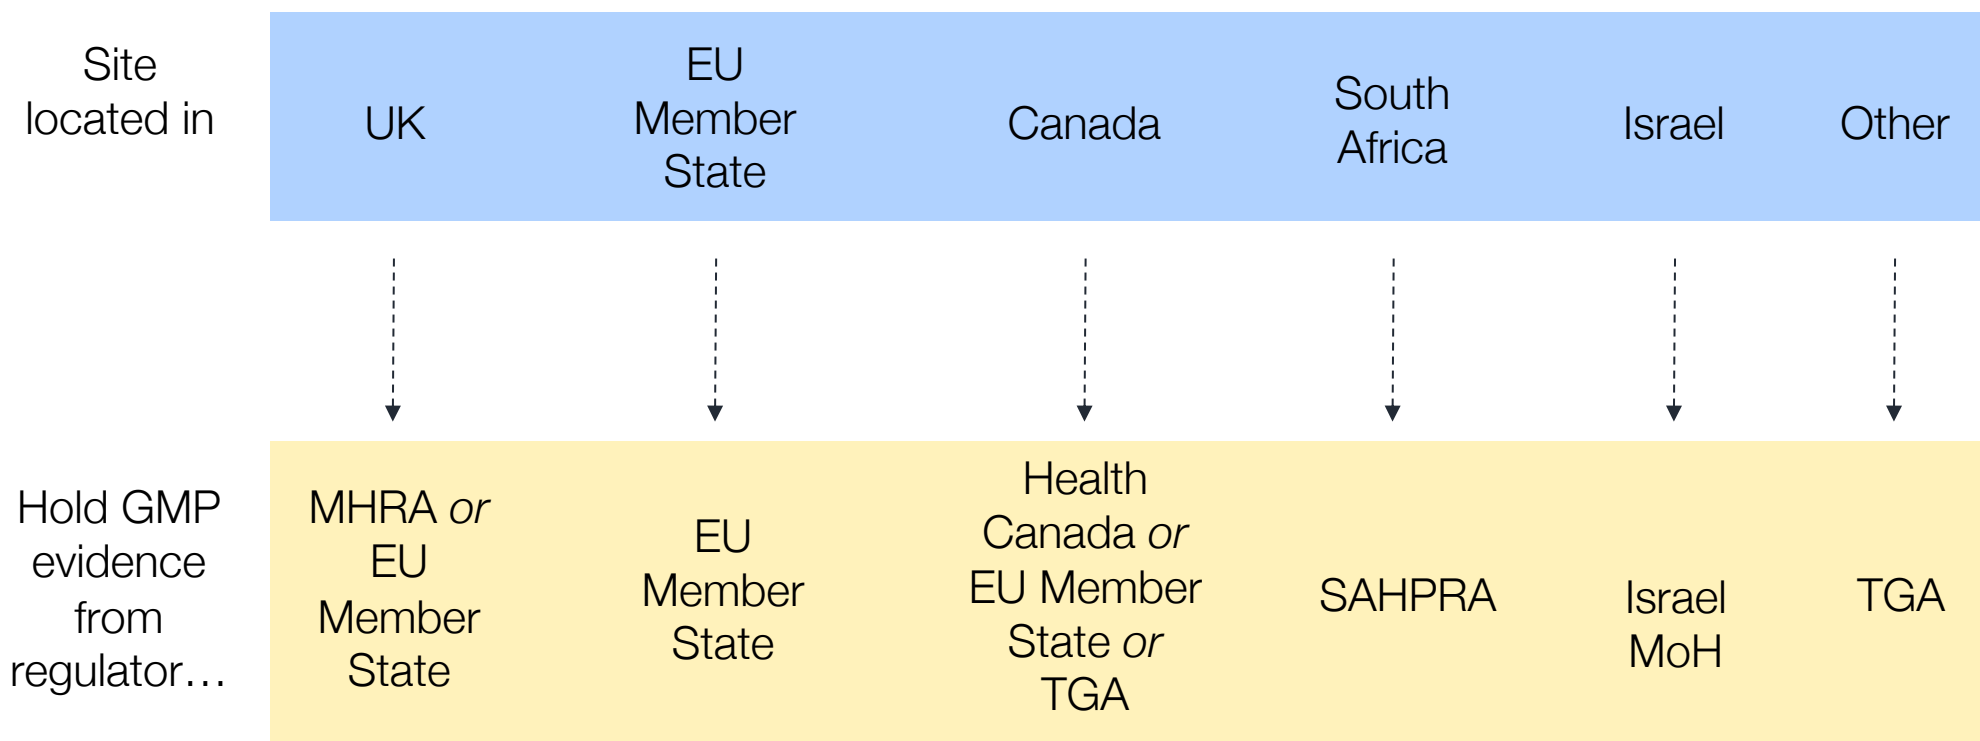 Site
located in
UK
EU
Member
State
Canada
South
Africa
Israel
Other
Hold GMP
evidence
from
regulator…
MHRA or
EU
Member
State
EU
Member
State
Health
Canada or
EU Member
State or
TGA
SAHPRA
Israel
MoH
TGA